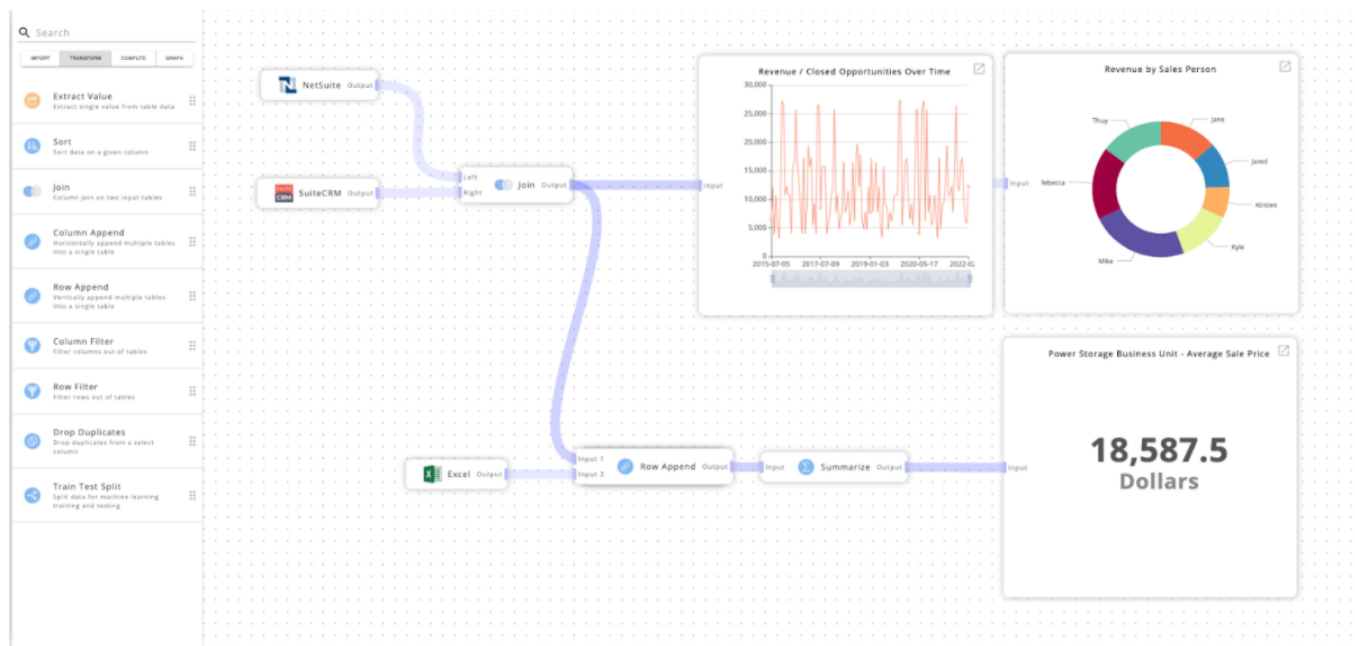 Search
IMPORT TRANSFORM COMPUTE GRAPH
Extract Value
Extract single value from table data
Sort
Sort data on a given column
Join
Column join on two input tables
Column Append
Horizontally append multiple tables
into a single table
Row Append
Vertically append multiple tables
into a single table
Column Filter
Filter columns out of tables
Row Filter
Filter rows out of tables
Drop Duplicates
Drop duplicates from a select
column
Train Test Split
Split data for machine learning
training and testing
N NetSuite Output
SUITE
CRM
SuiteCRM Output
Left
Right
Join Output
X Excel Output
Input 1
Input 2
Row Append Output
Input Summarize Output
Input
Revenue / Closed Opportunities Over Time
30,000
25,000
20,000
15,000
10,000
5,000
0
2015-07-05 2017-07-09 2019-01-03 2020-05-17 2022-02
Input
Revenue by Sales Person
Thuy
Jane
Jared
Kirsten
Kyle
Mike
lebecca
Input
Power Storage Business Unit - Average Sale Price
18,587.5
Dollars